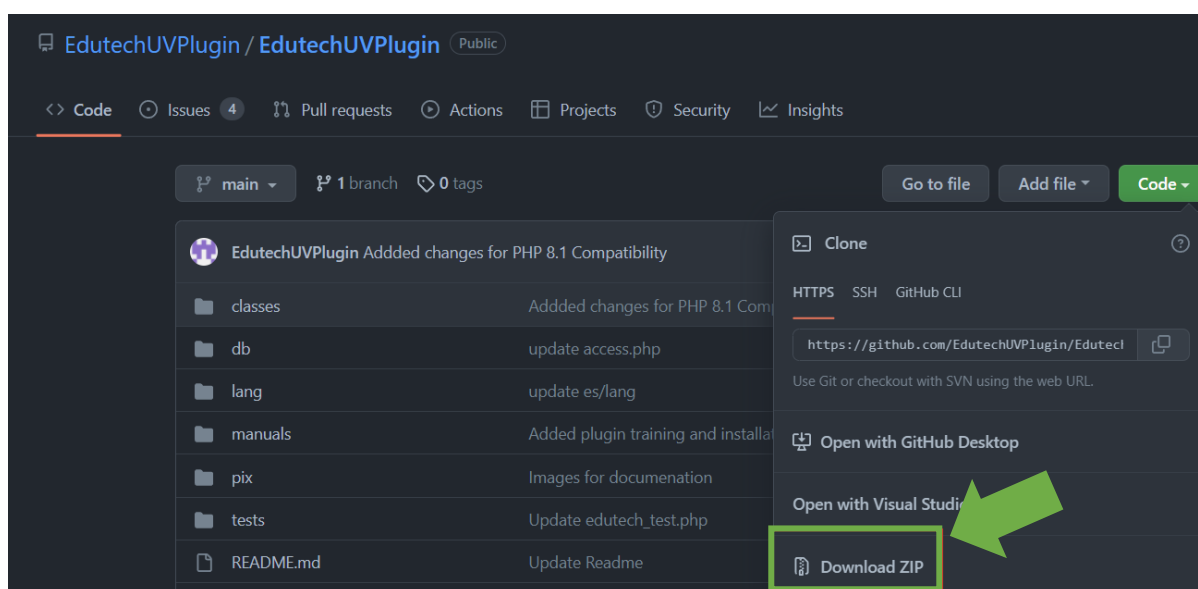 EdutechUVPlugin / EdutechUVPlugin Public
Code Issues 4 Pull requests Actions Projects Security Insights
main 1 branch 0 tags Go to file Add file Code
EdutechUVPlugin Addded changes for PHP 8.1 Compatibility
Clone
HTTPS SSH GitHub CLI
classes Addded changes for PHP 8.1 Com
https://github.com/EdutechUVPlugin/Edutecl
db update access.php
Use Git or checkout with SVN using the web URL.
lang update es/lang
manuals Added plugin training and installat
Open with GitHub Desktop
pix Images for documenation
Open with Visual Studio
tests Update edutech_test.php
README.md Update Readme
Download ZIP